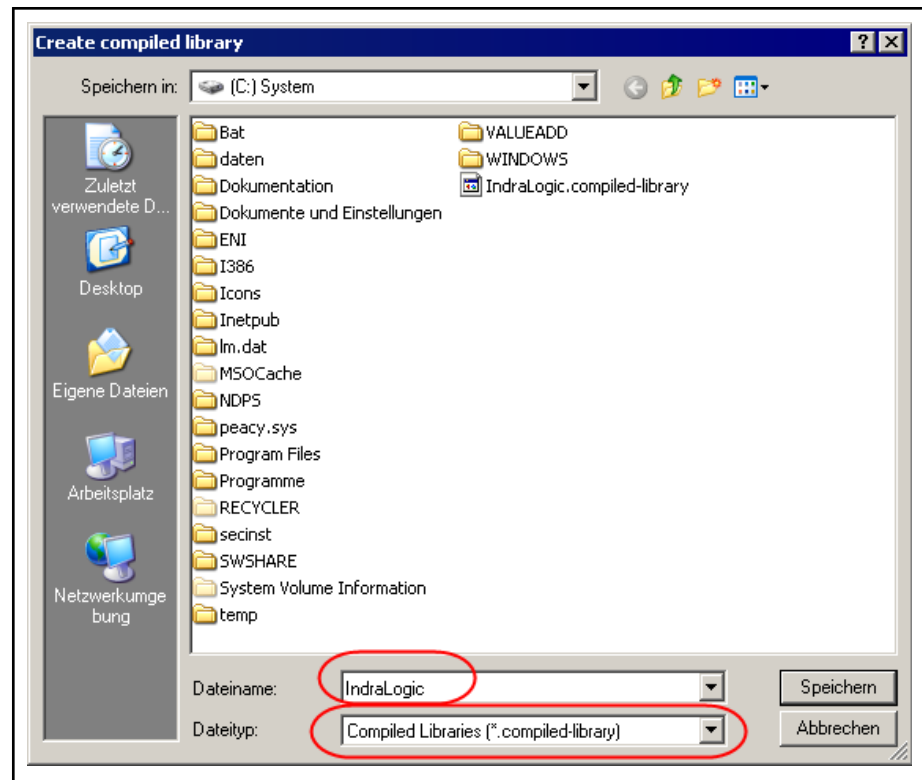 Create compiled library
Speichern in:
(C:) System
Zuletzt
verwendete D...
Desktop
Eigene Dateien
Arbeitsplatz
Netzwerkumge
bung
Bat
daten
Dokumentation
Dokumente und Einstellungen
ENI
I386
Icons
Inetpub
lm.dat
MSOCache
NDPS
peacy.sys
Program Files
Programme
RECYCLER
secinst
SWSHARE
System Volume Information
temp
VALUEADD
WINDOWS
IndraLogic.compiled-library
Dateiname:
IndraLogic
Speichern
Dateityp:
Compiled Libraries (*.compiled-library)
Abbrechen